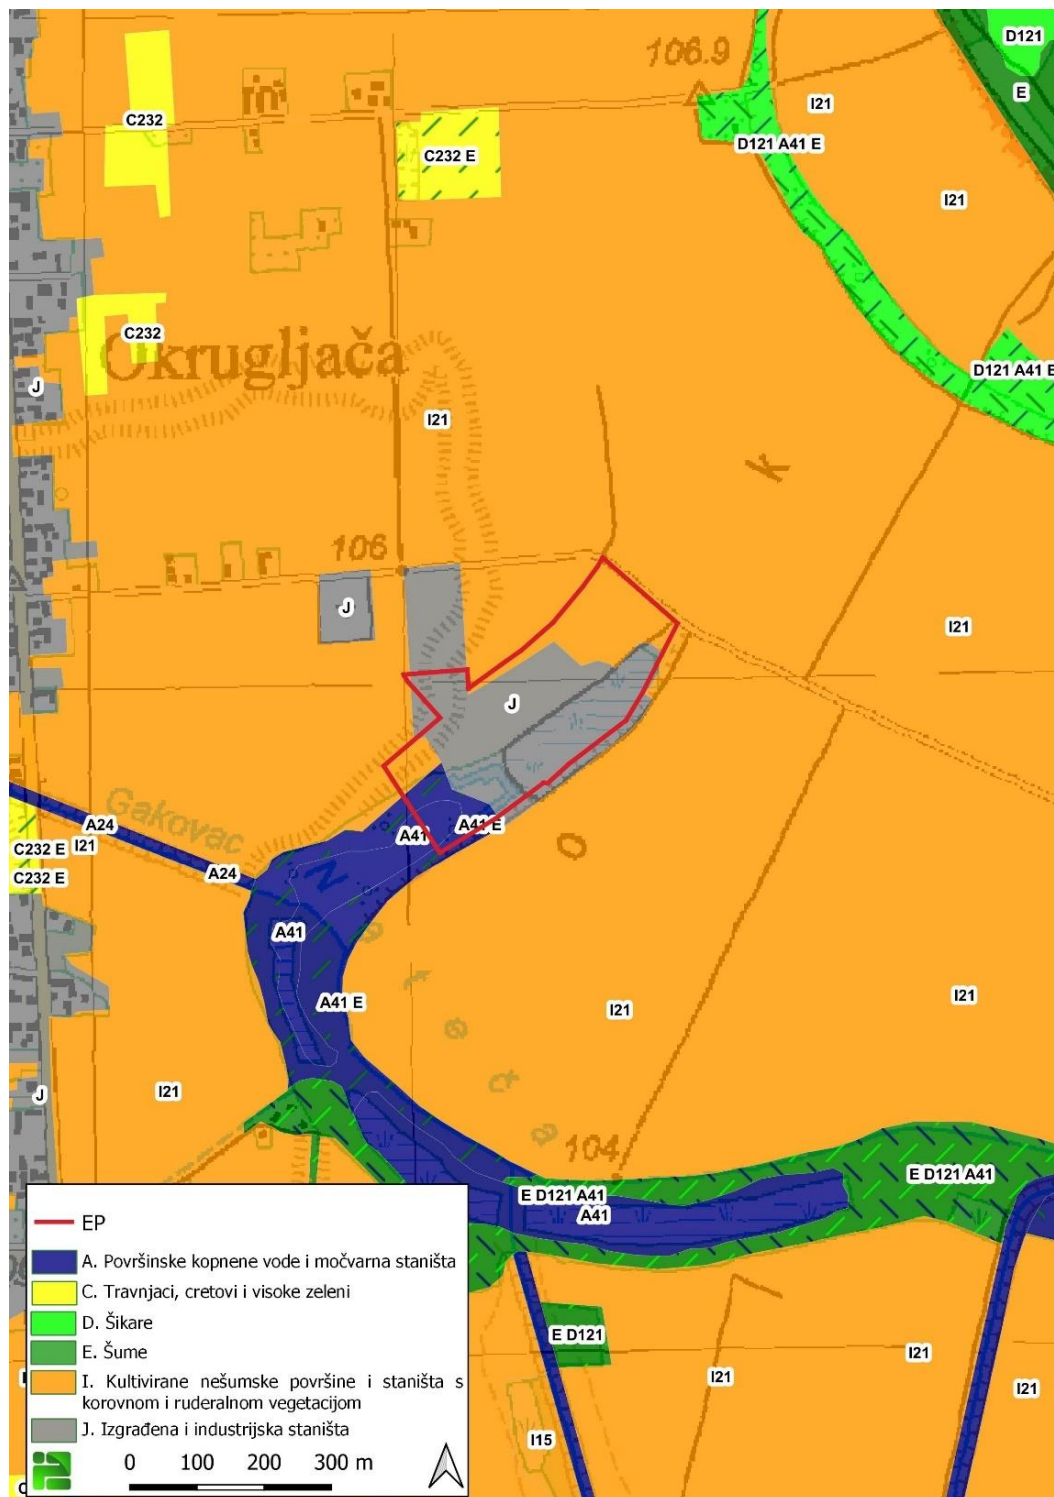 D121
106.9
E
I21
C232
C232 E
D121 A41 E
I21
C232
Okrugljača
J
D121 A41 E
I21
k
106
J
I21
J
Gakovac
A24
C232 E
I21
A41
A41 E
o
C232 E
A24
N
A41
A41 E
I21
I21
I21
J
a
104
E D121 A41
E D121 A41
A41
E D121
I21
I21
I21
I15
EP
A. Površinske kopnene vode i močvarna staništa
C. Travnjaci, cretovi i visoke zeleni
D. Šikare
E. Šume
I. Kultivirane nešumske površine i staništa s
korovnom i ruderalnom vegetacijom
J. Izgrađena i industrijska staništa
0 100 200 300 m